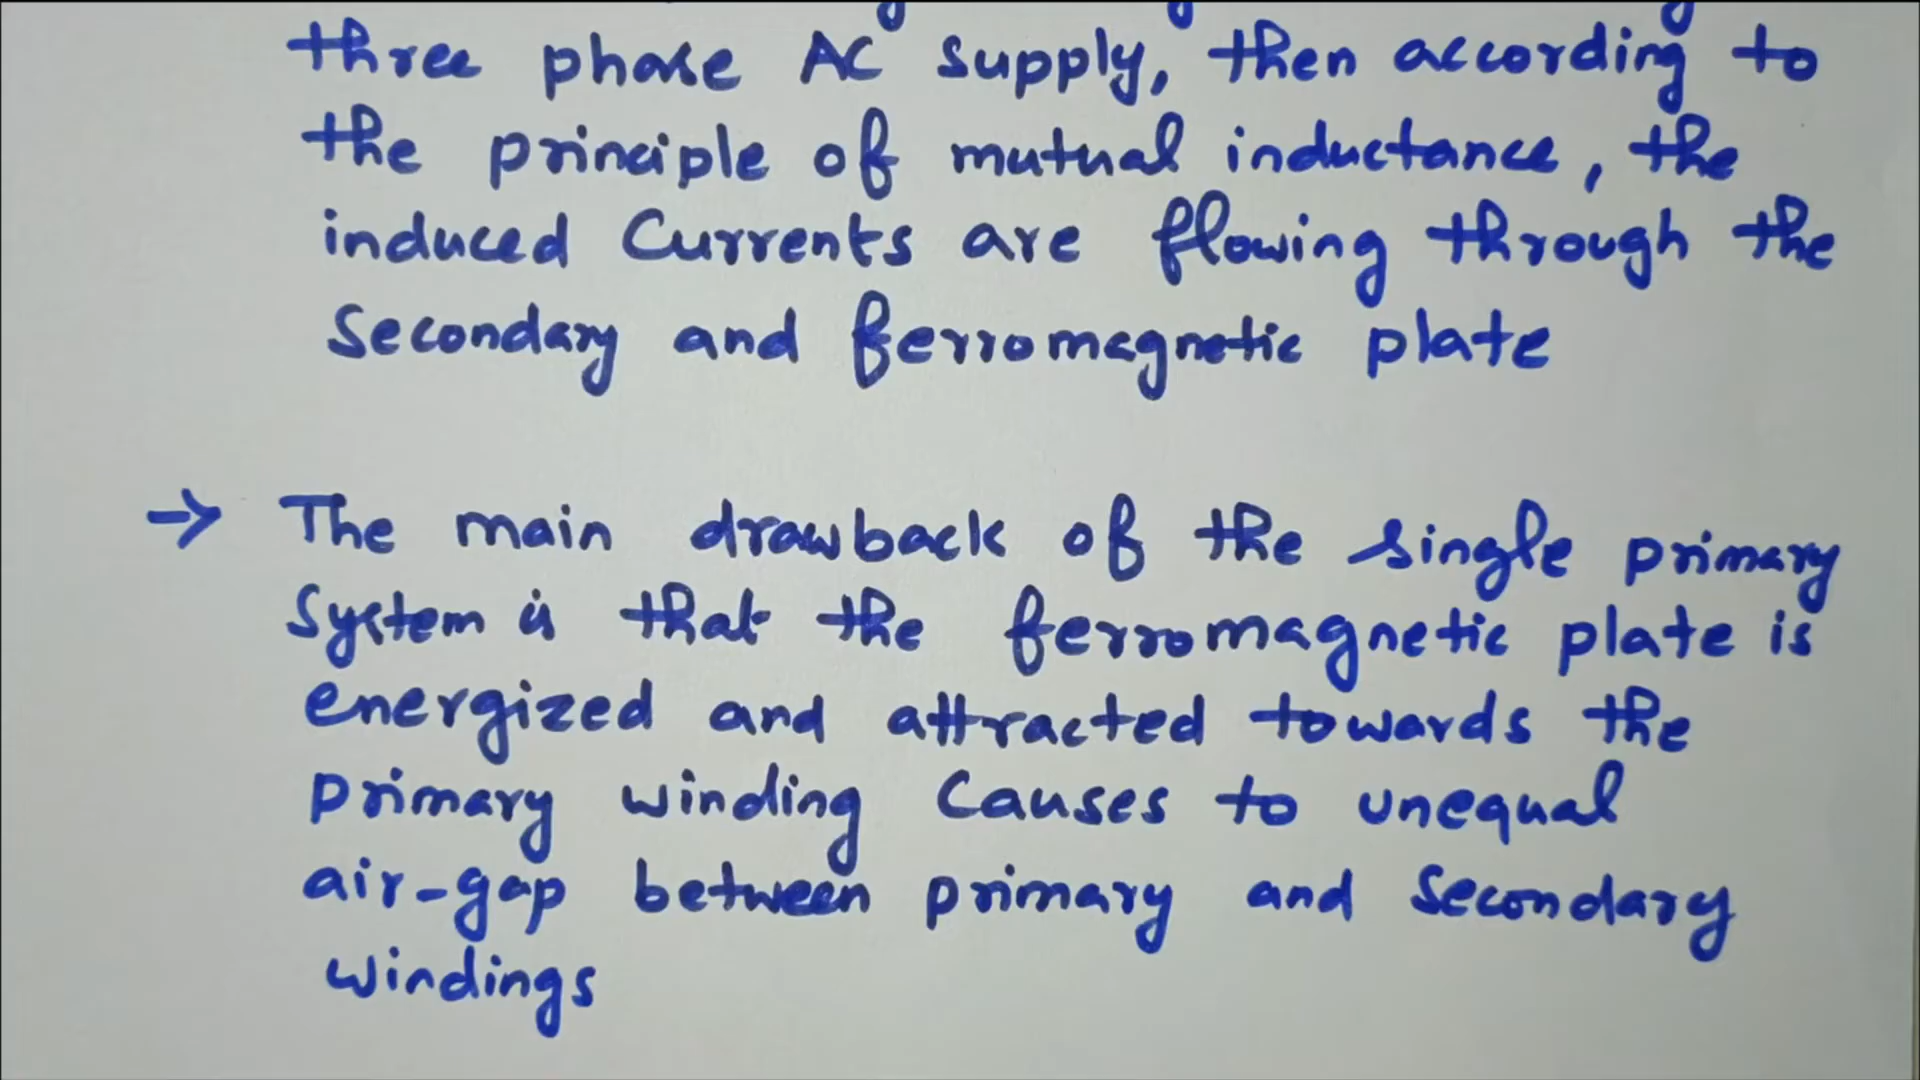 three phase AC supply, then according to
the principle of mutual inductance, the
induced Currents are flowing through the
Secondary and ferromagnetic plate
→ The main drawback of the single primary
System is that the ferromagnetic plate is
energized and attracted towards the
primary winding Causes to unequal
air-gap between primary and Secondary
windings